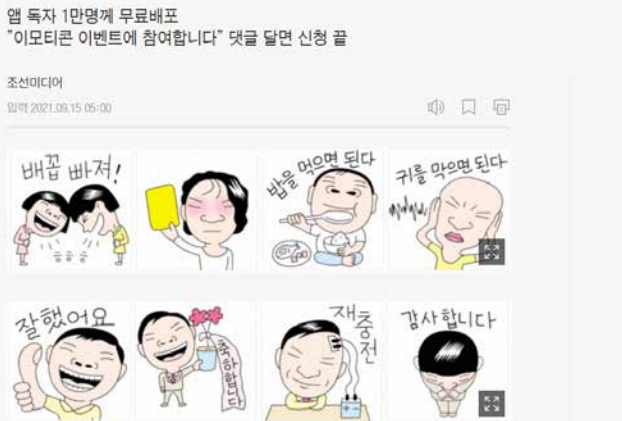 앱 독자 1만명께 무료배포
"이모티콘 이벤트에 참여합니다" 댓글 달면 신청 끝
조선미디어
입력 2021.09.15 05:00
배꼽 빠져!
밥을 먹으면 된다
귀를 막으면 된다
흥흥흥
잘했어요
축하합니다
재충전
감사합니다